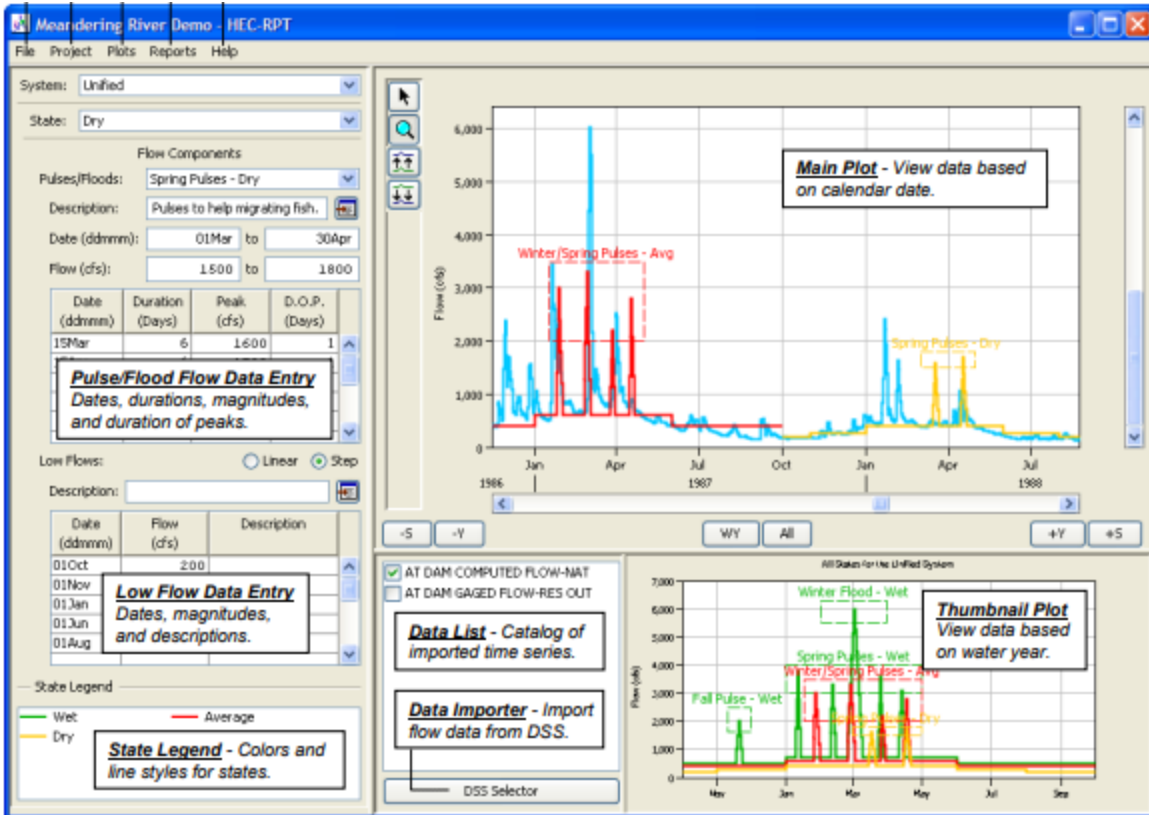 Meandering River Demo - HEC-RPT
File Project Plots Reports Help
System: Unified
State: Dry
Flow Components
Pulses/Floods: Spring Pulses - Dry
Description: Pulses to help migrating fish.
Date (ddmmm): 01Mar to 30Apr
Flow (cfs): 1500 to 1800
Date Duration Peak D.O.P.
(ddmmm) (Days) (cfs) (Days)
15Mar 6 1600 1
Pulse/Flood Flow Data Entry
Dates, durations, magnitudes,
and duration of peaks.
Low Flows: Linear Step
Description:
Date Flow Description
(ddmmm) (cfs)
01Oct 200
01Nov
01Jan
01Jun
01Aug
Low Flow Data Entry
Dates, magnitudes,
and descriptions.
State Legend
Wet Average
Dry
State Legend - Colors and
line styles for states.
6,000
5,000
4,000
3,000
2,000
1,000
0
Flow (cfs)
Main Plot - View data based
on calendar date.
Winter/Spring Pulses - Avg
Spring Pulses - Dry
Jan Apr Jul Oct Jan Apr Jul
1986 1987 1988
-S -Y WY All +Y +S
AT DAM COMPUTED FLOW-NAT
AT DAM GAGED FLOW-RES OUT
Data List - Catalog of
imported time series.
Data Importer - Import
flow data from DSS.
DSS Selector
All States for the Unified System
7,000
6,000
5,000
4,000
3,000
2,000
1,000
0
Flow (cfs)
Winter Flood - Wet
Spring Pulses - Wet
Winter/Spring Pulses - Avg
Fall Pulse - Wet
Thumbnail Plot
View data based
on water year.
Nov Jan Mar May Jul Sep